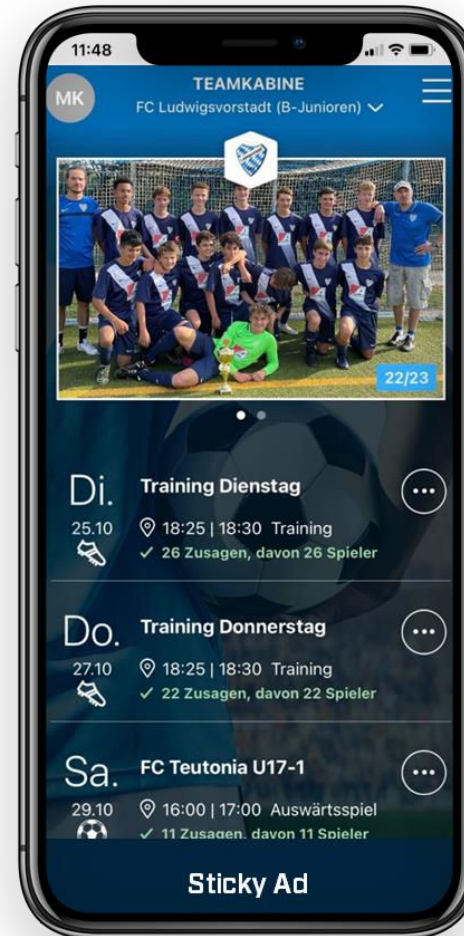 11:48
MK
TEAMKABINE
FC Ludwigsvorstadt (B-Junioren)
22/23
Di.
Training Dienstag
25.10
18:25 | 18:30 Training
✓ 26 Zusagen, davon 26 Spieler
Do.
Training Donnerstag
27.10
18:25 | 18:30 Training
✓ 22 Zusagen, davon 22 Spieler
Sa.
FC Teutonia U17-1
29.10
16:00 | 17:00 Auswärtsspiel
✓ 11 Zusagen, davon 11 Spieler
Sticky Ad